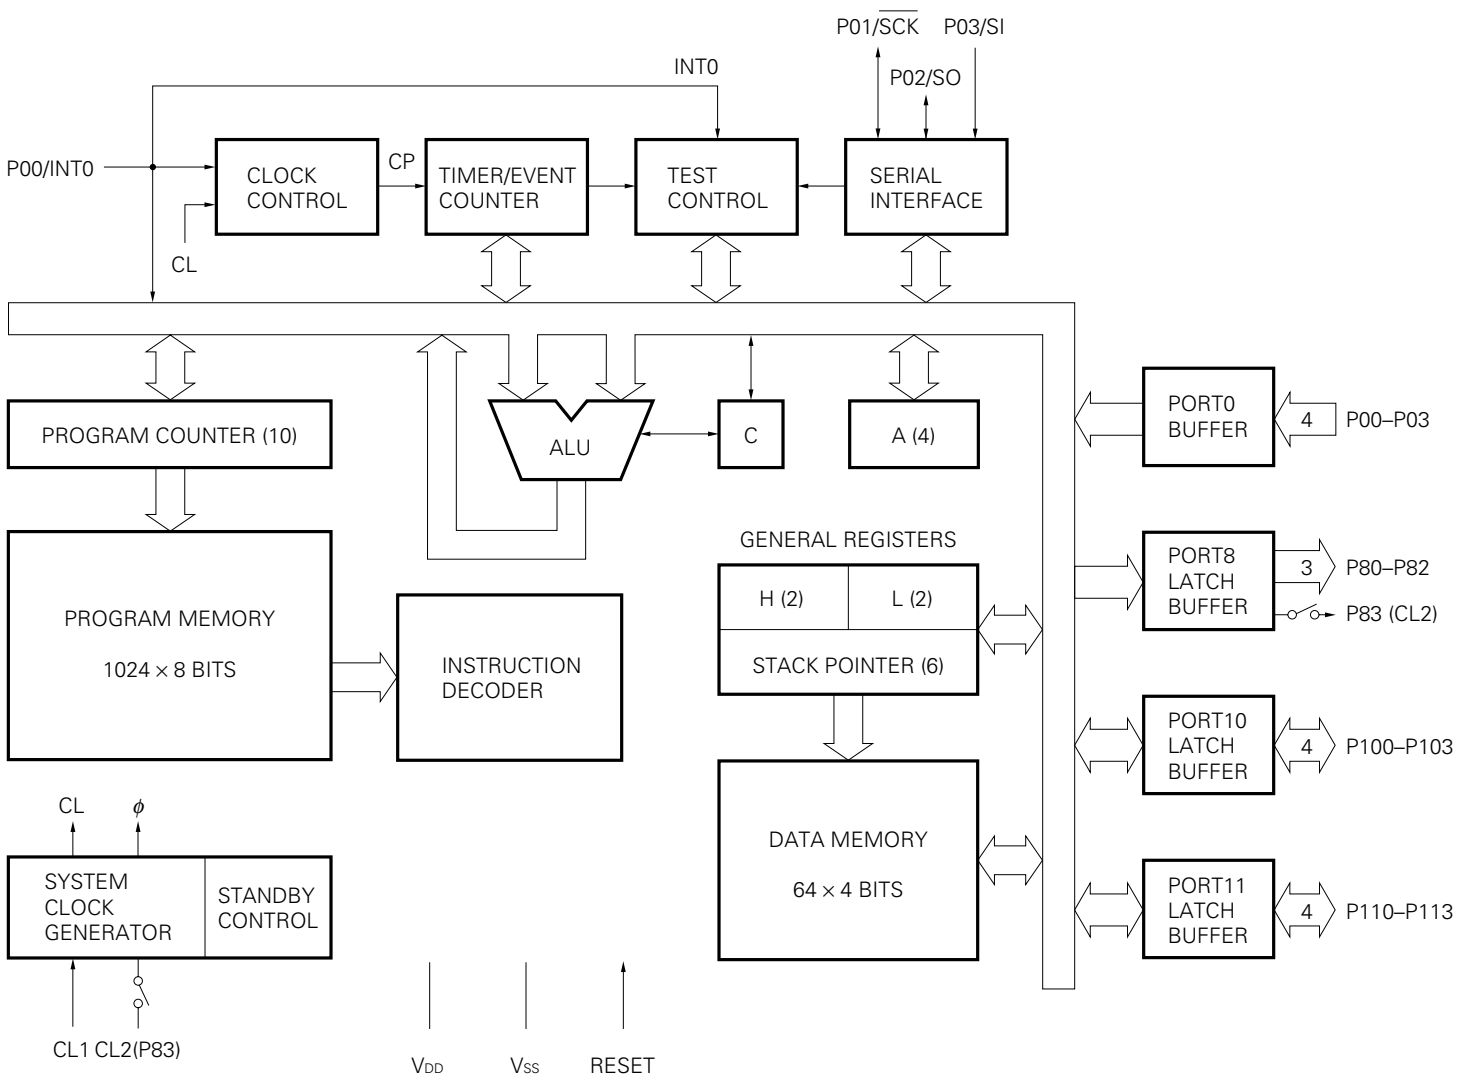 P01/SCK P03/SI
INT0
P02/SO
P00/INT0
CLOCK
CONTROL
CP
TIMER/EVENT
COUNTER
TEST
CONTROL
SERIAL
INTERFACE
CL
PROGRAM COUNTER (10)
ALU
C
A (4)
PORT0
BUFFER
4
P00–P03
GENERAL REGISTERS
H (2)
L (2)
STACK POINTER (6)
PORT8
LATCH
BUFFER
3
P80–P82
P83 (CL2)
PROGRAM MEMORY
1024 × 8 BITS
INSTRUCTION
DECODER
PORT10
LATCH
BUFFER
4
P100–P103
DATA MEMORY
64 × 4 BITS
PORT11
LATCH
BUFFER
4
P110–P113
CL
ϕ
SYSTEM
CLOCK
GENERATOR
STANDBY
CONTROL
CL1 CL2(P83)
VDD
VSS
RESET